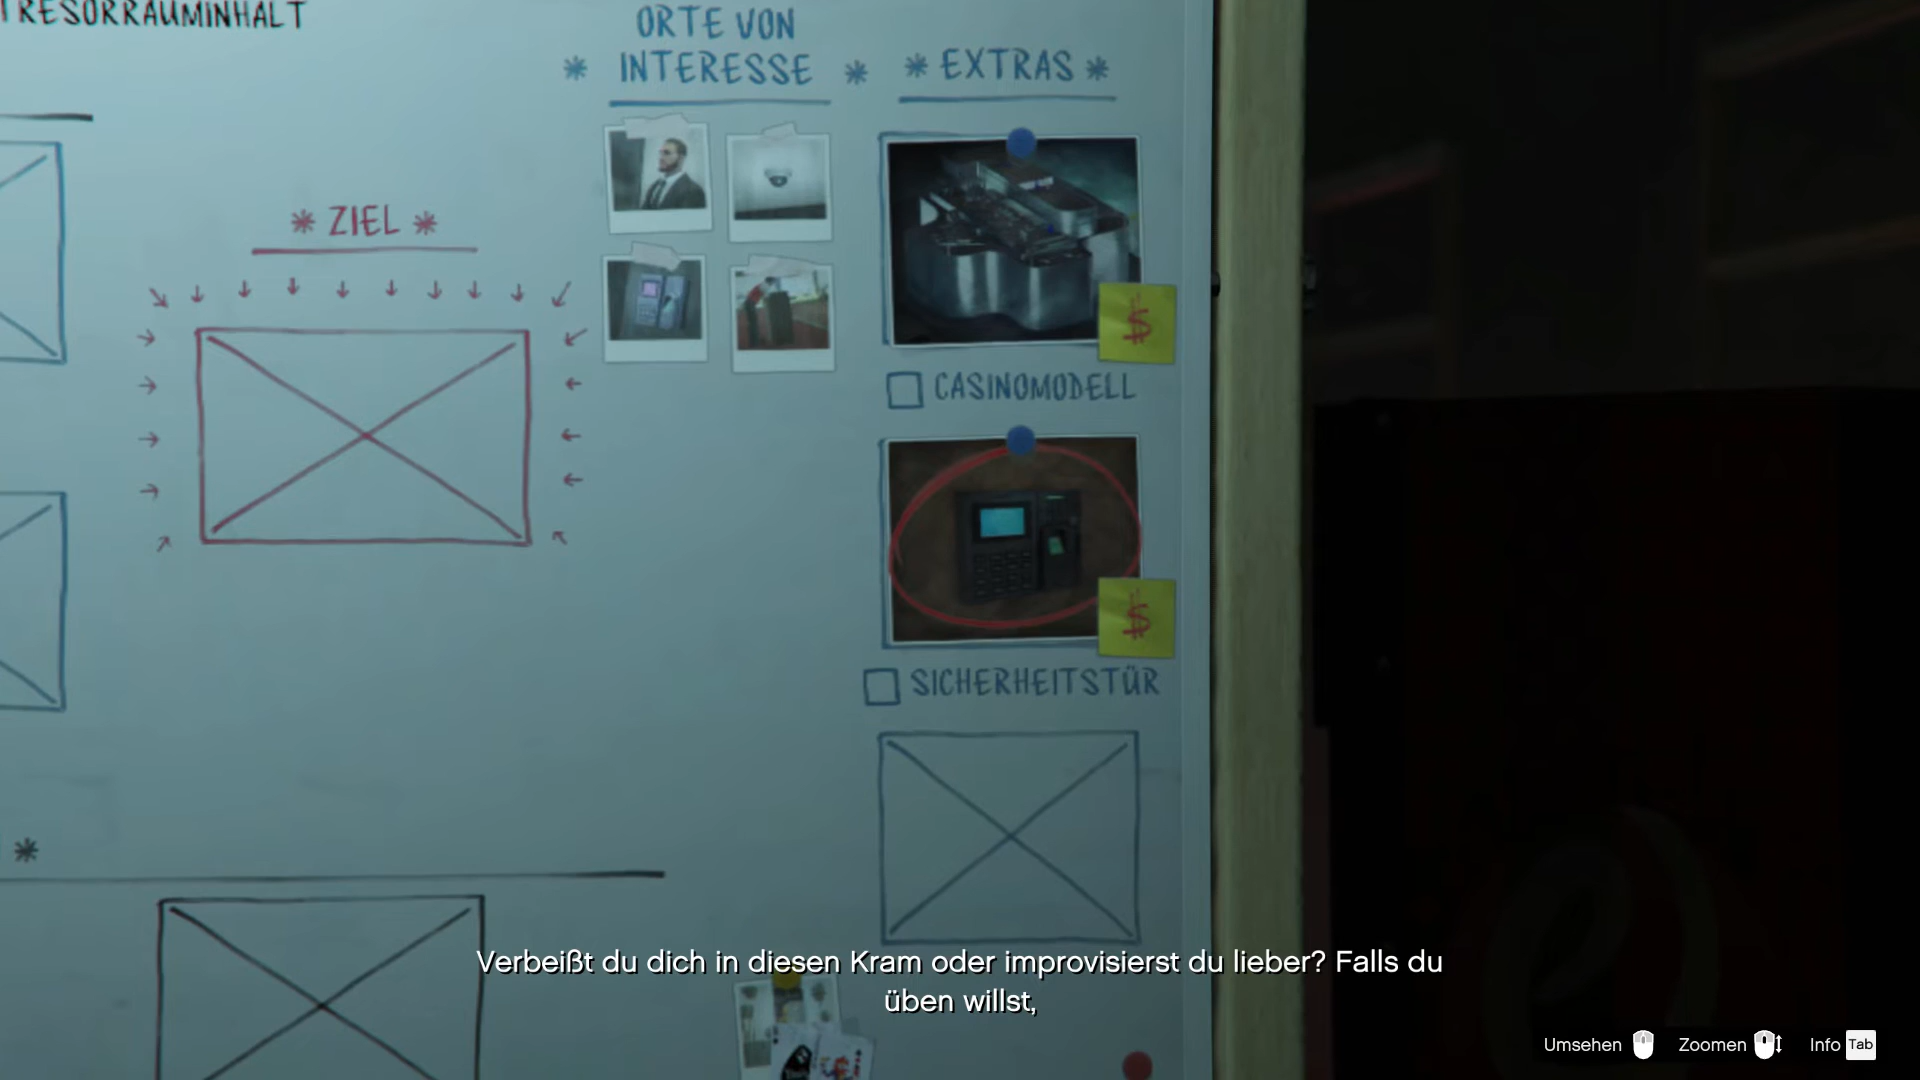 TRESORRAUMINHALT
ORTE VON
* INTERESSE *
* EXTRAS *
* ZIEL *
$
CASINOMODELL
$
SICHERHEITSTÜR
*
Verbeißt du dich in diesen Kram oder improvisierst du lieber? Falls du
üben willst,
Umsehen Zoomen Info Tab